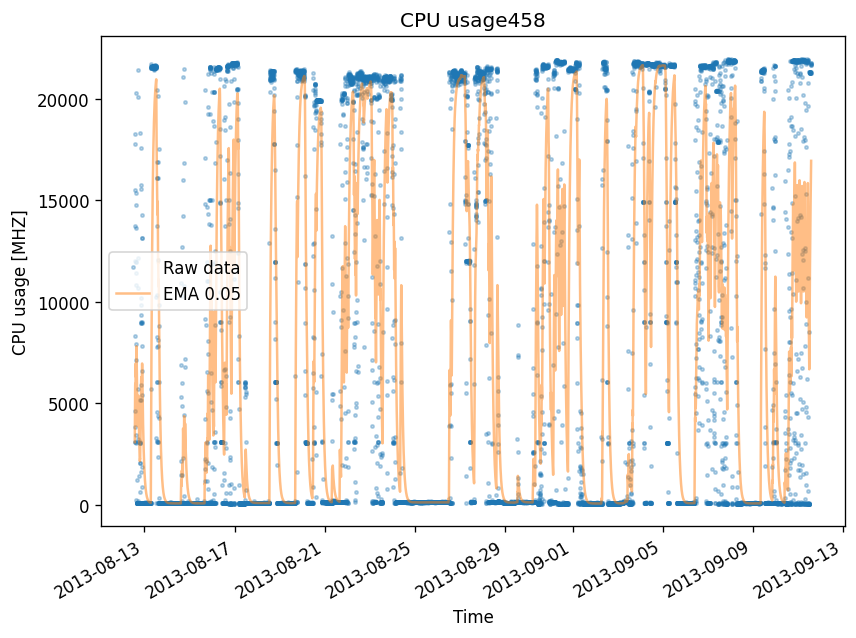 CPU usage458
20000
15000
10000
5000
0
CPU usage [MHZ]
Raw data
EMA 0.05
2013-08-13
2013-08-17
2013-08-21
2013-08-25
2013-08-29
2013-09-01
2013-09-05
2013-09-09
2013-09-13
Time